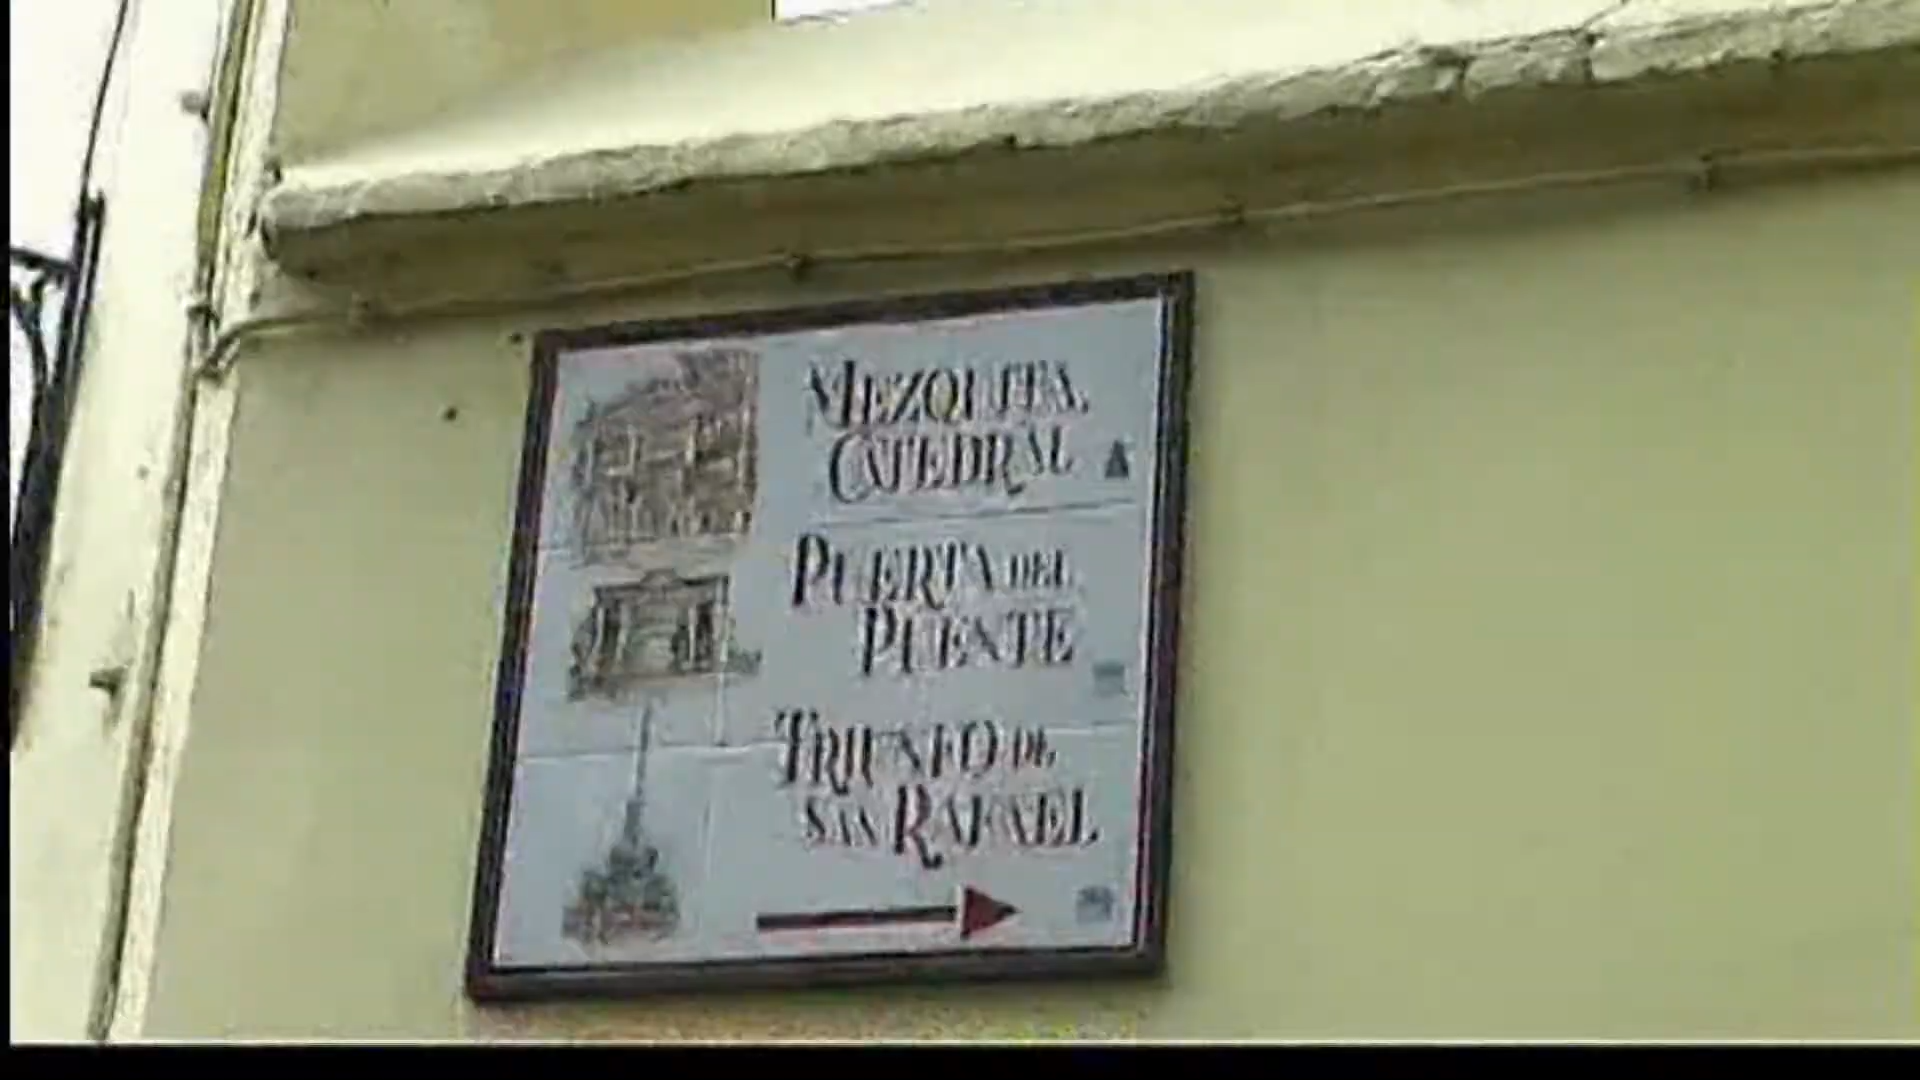 MEZQUITA
CATEDRAL
PUERTA DEL
PUENTE
TRIUNFO DE
SAN RAFAEL